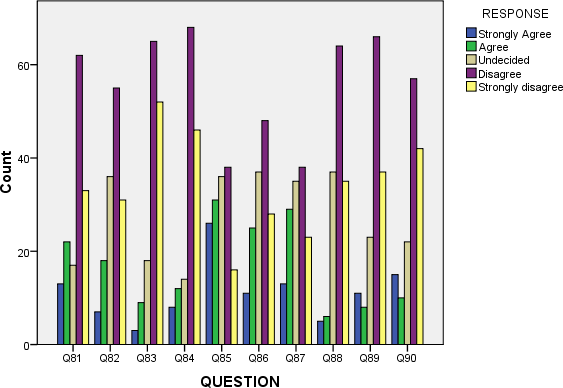 RESPONSE
Strongly Agree
Agree
Undecided
Disagree
Strongly disagree
60
40
20
0
Count
Q81 Q82 Q83 Q84 Q85 Q86 Q87 Q88 Q89 Q90
QUESTION